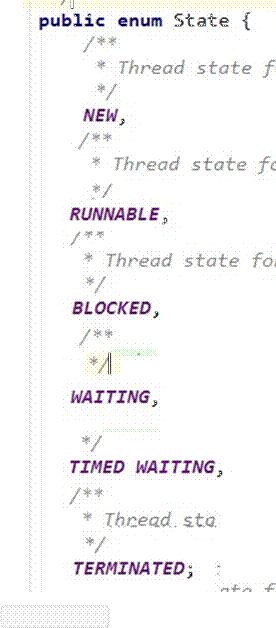 public enum State {
/**
* Thread state fo
*/
NEW,
/**
* Thread state fo
*/
RUNNABLE,
/**
* Thread state for
*/
BLOCKED,
/**
*/
WAITING,
*/
TIMED WAITING,
/**
* Thread sta
*/
TERMINATED;